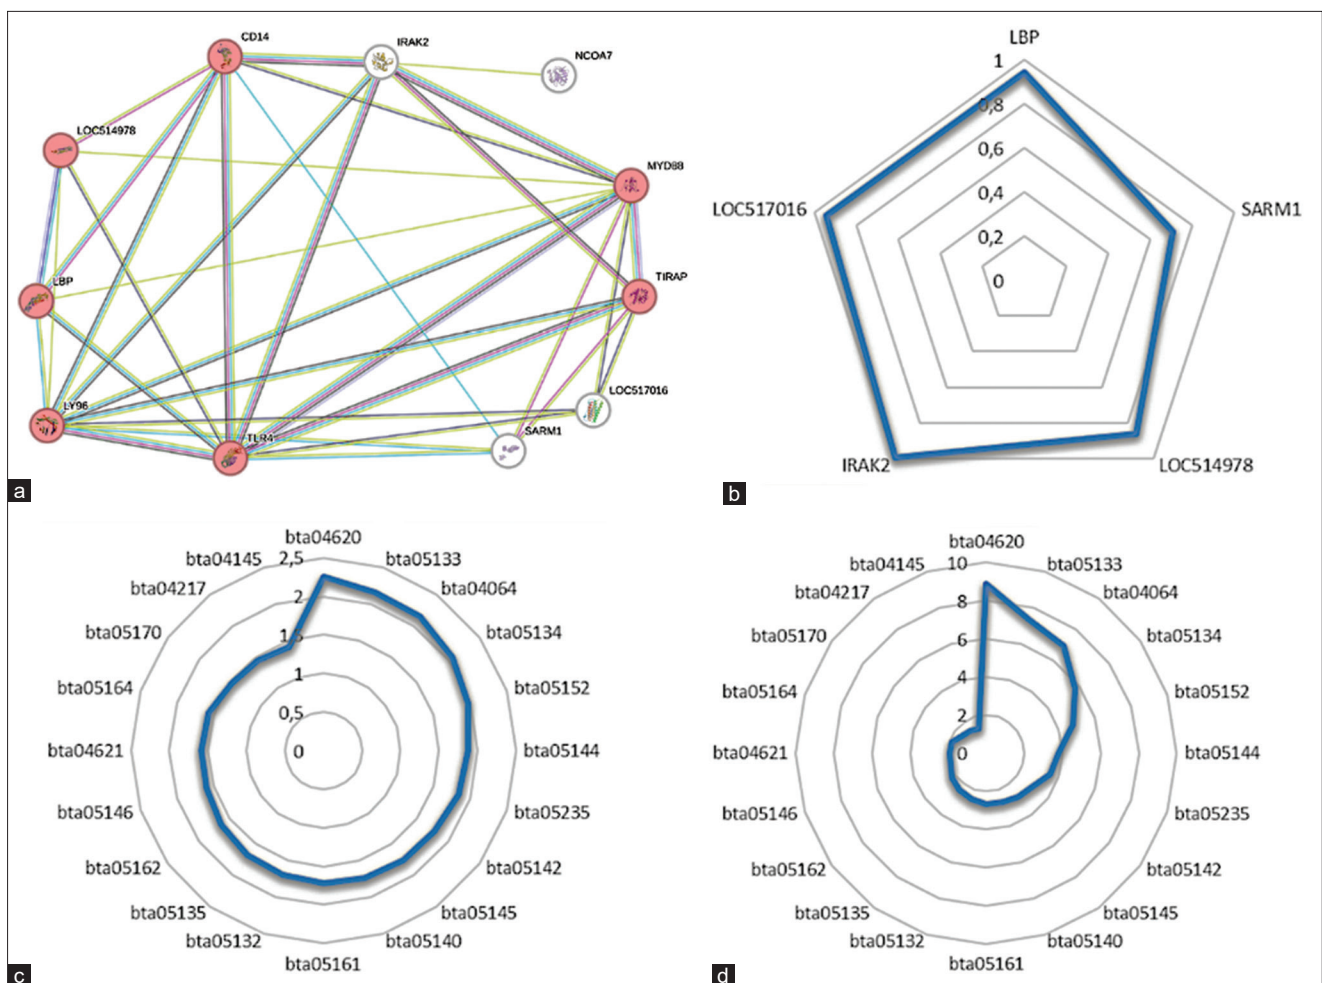 CD14
IRAK2
NCOA7
LOC514978
MYD88
LBP
TIRAP
LY96
LOC517016
TLR4
SARM1
a
LBP
1
0,8
0,6
0,4
0,2
0
LOC517016
SARM1
IRAK2
LOC514978
b
bta04620
2,5
2
1,5
1
0,5
0
bta05133
bta04064
bta05134
bta05152
bta05144
bta05235
bta05142
bta05145
bta05140
bta05161
bta05132
bta05135
bta05162
bta05146
bta04621
bta05164
bta05170
bta04217
bta04145
c
bta04620
10
8
6
4
2
0
bta05133
bta04064
bta05134
bta05152
bta05144
bta05235
bta05142
bta05145
bta05140
bta05161
bta05132
bta05135
bta05162
bta05146
bta04621
bta05164
bta05170
bta04217
bta04145
d